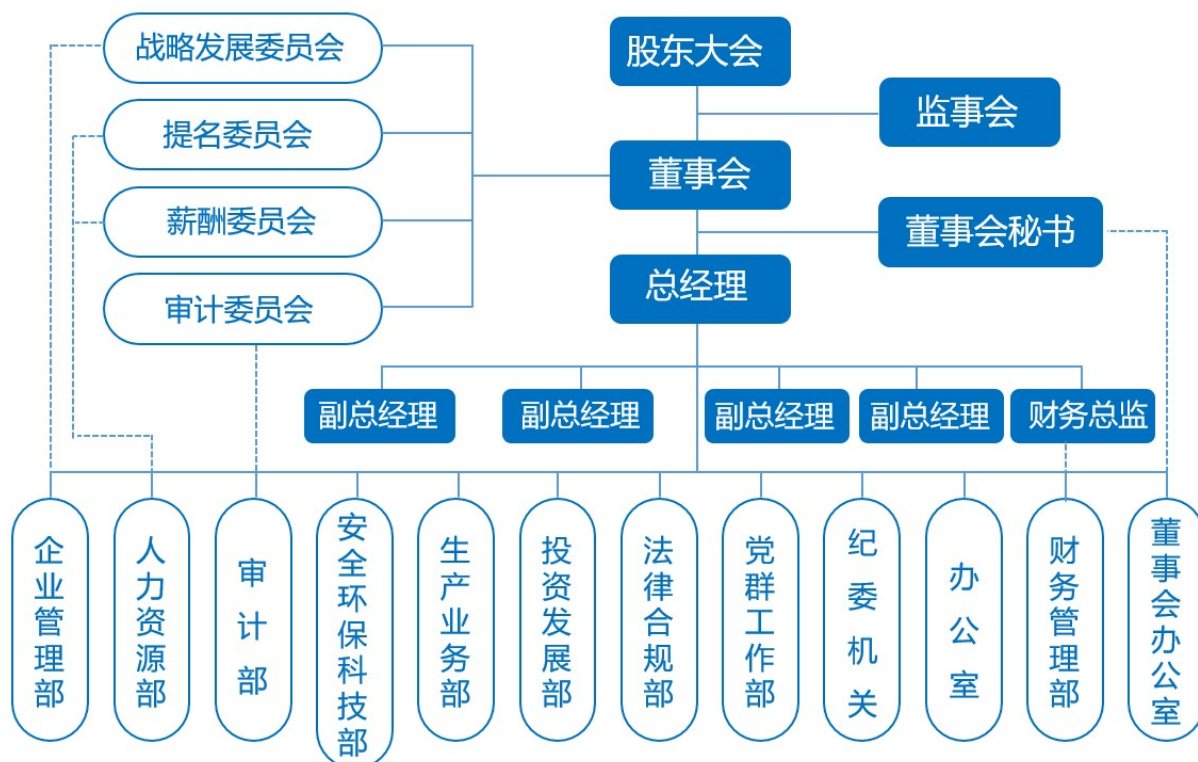 战略发展委员会
股东大会
监事会
提名委员会
董事会
薪酬委员会
董事会秘书
总经理
审计委员会
副总经理
副总经理
副总经理
副总经理
财务总监
企业管理部
人力资源部
审计部
安全环保科技部
生产业务部
投资发展部
法律合规部
党群工作部
纪委机关
办公室
财务管理部
董事会办公室